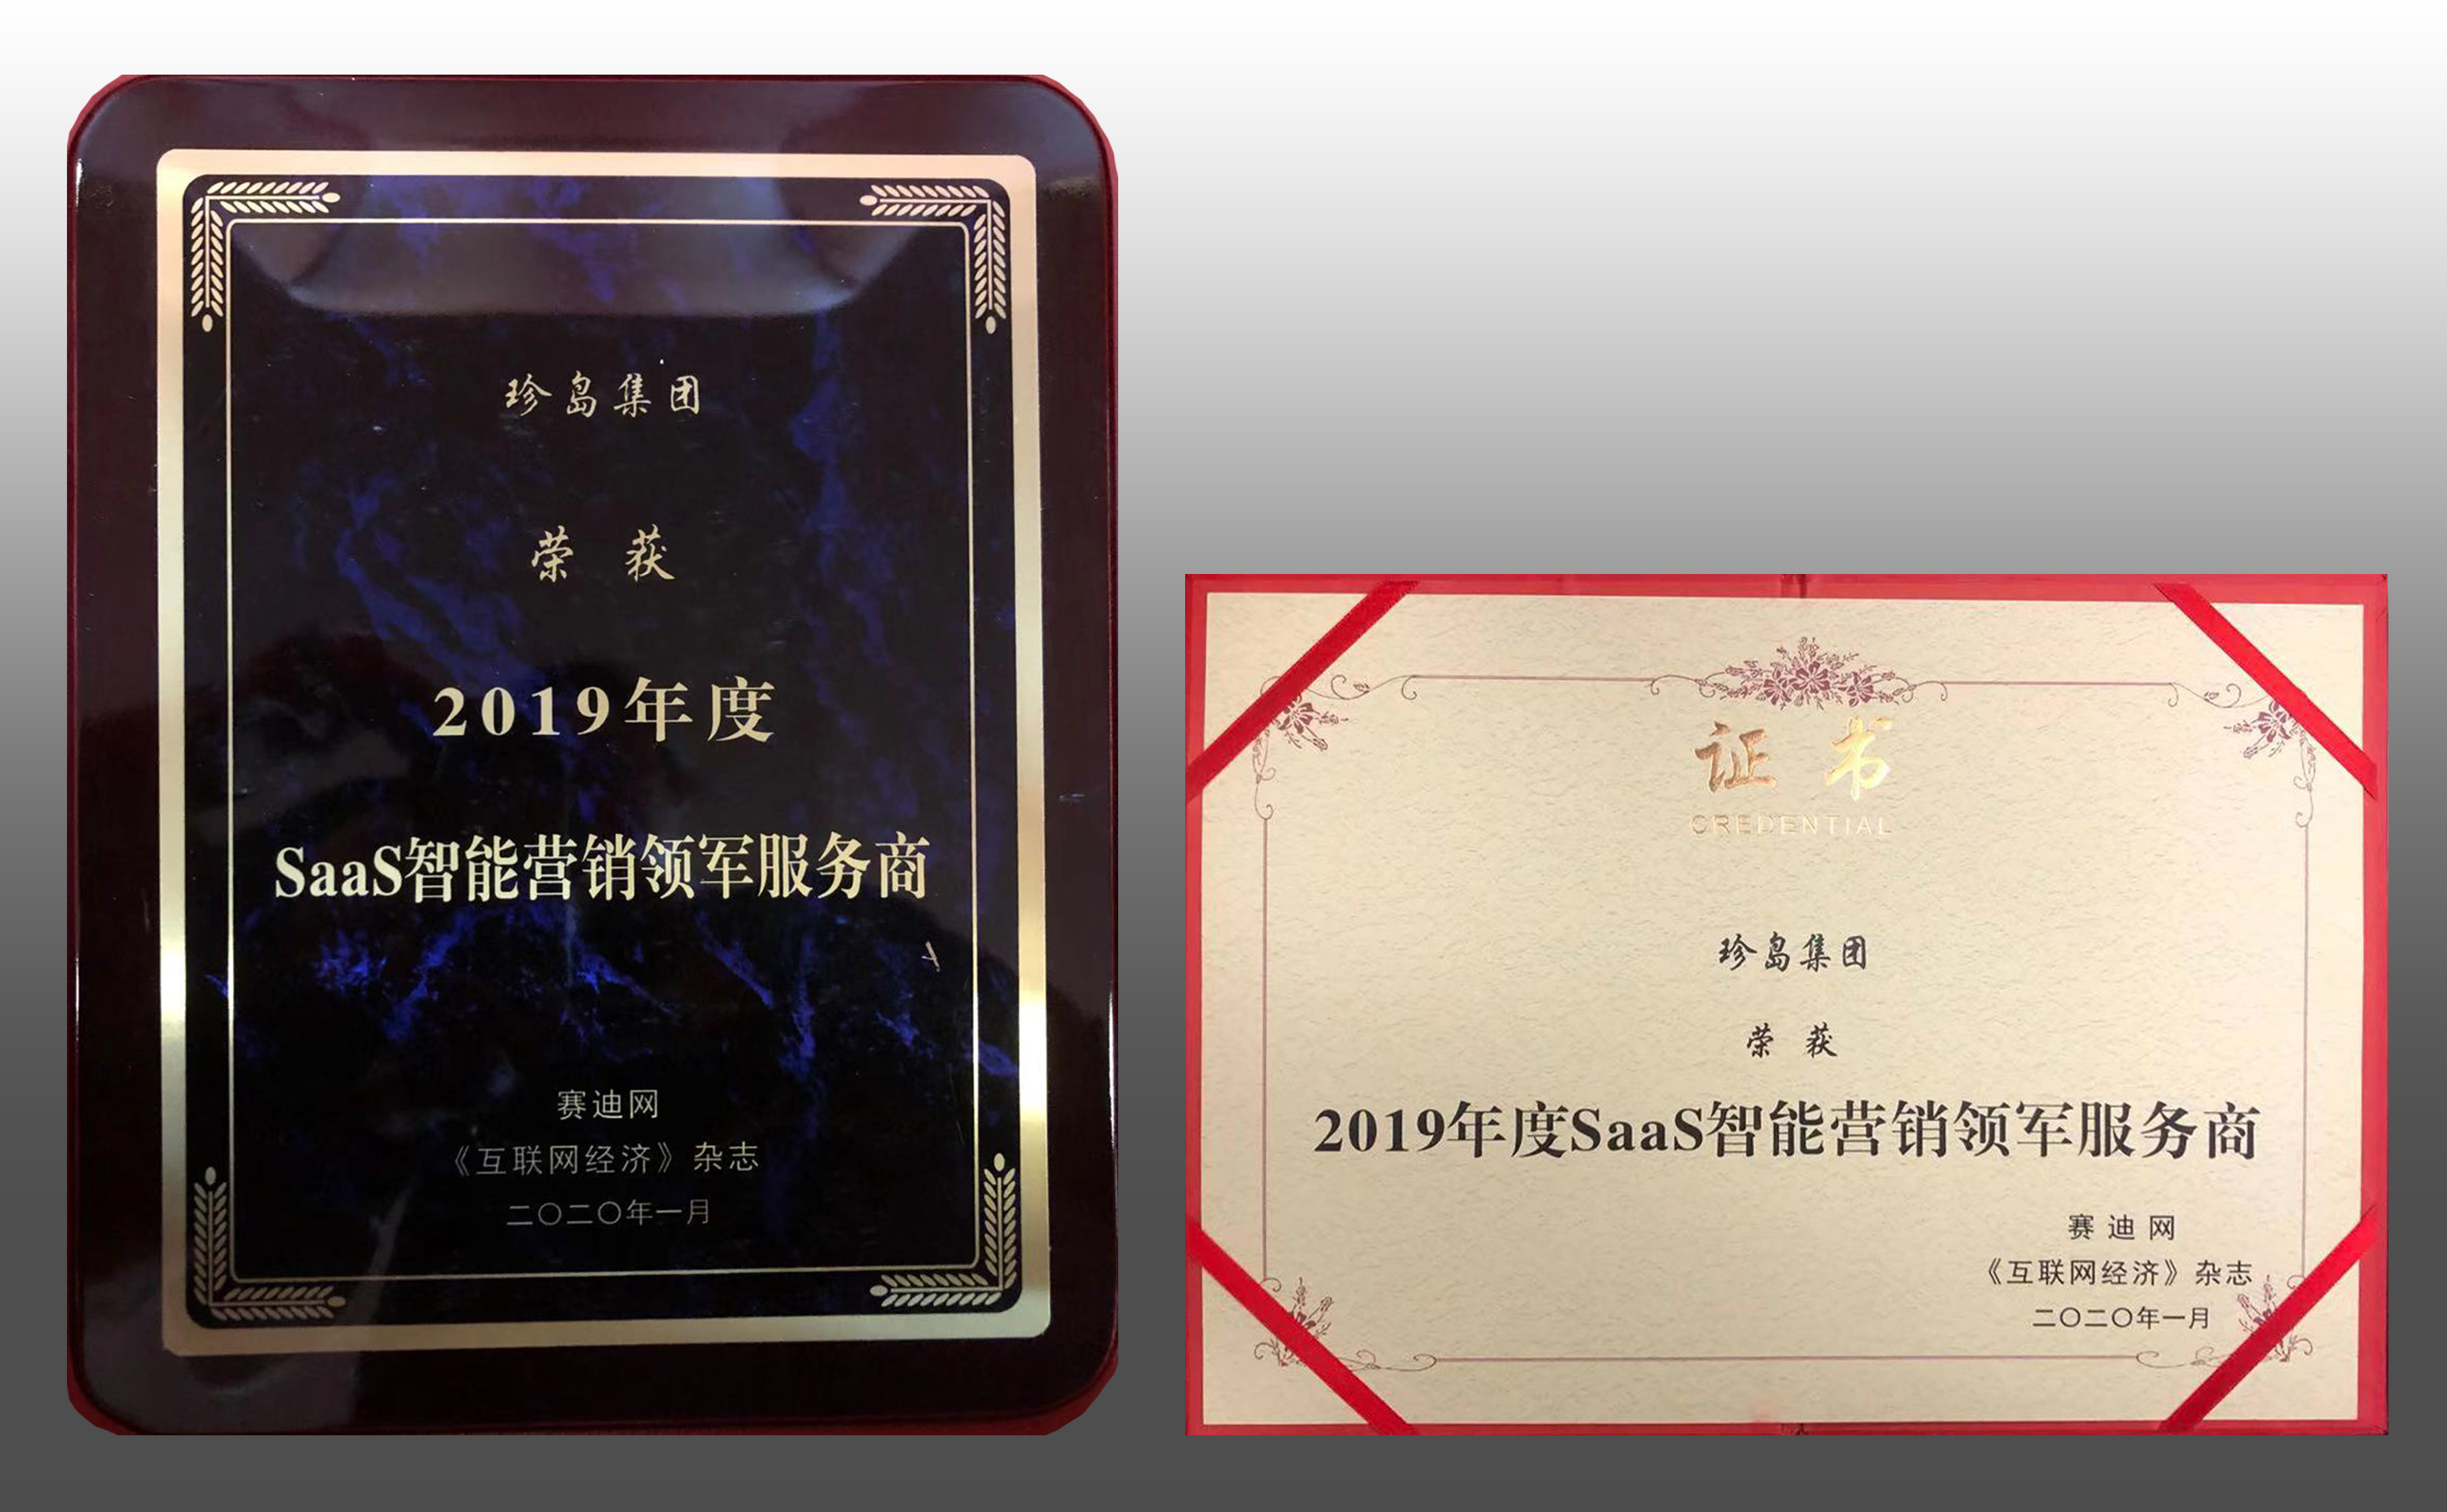 珍岛集团
荣 获
2019年度
SaaS智能营销领军服务商
赛迪网
《互联网经济》杂志
二〇二〇年一月
证 书
CREDENTIAL
珍岛集团
荣 获
2019年度SaaS智能营销领军服务商
赛迪网
《互联网经济》杂志
二〇二〇年一月